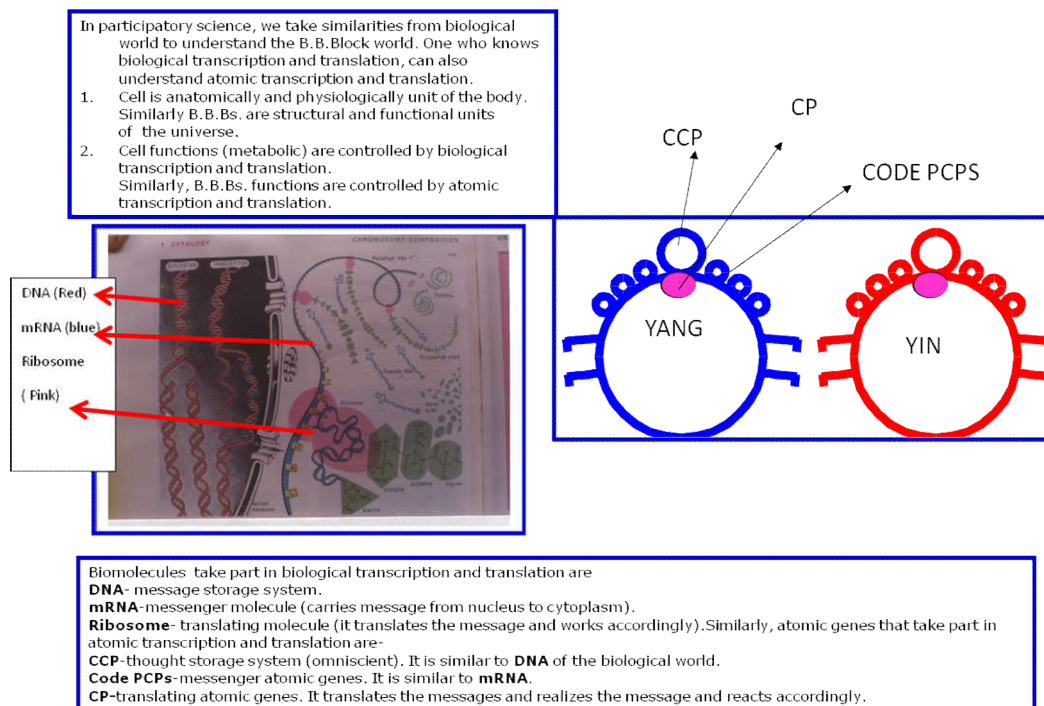 In participatory science, we take similarities from biological
world to understand the B.B.Block world. One who knows
biological transcription and translation, can also
understand atomic transcription and translation.
1. Cell is anatomically and physiologically unit of the body.
Similarly B.B.Bs. are structural and functional units
of the universe.
2. Cell functions (metabolic) are controlled by biological
transcription and translation.
Similarly, B.B.Bs. functions are controlled by atomic
transcription and translation.
CP
CCP
CODE PCPS
YANG
YIN
1 CYTOLOGY
CHROMOSOME COMPOSITION
DNA (Red)
mRNA (blue)
Ribosome
( Pink)
Biomolecules take part in biological transcription and translation are
DNA- message storage system.
mRNA-messenger molecule (carries message from nucleus to cytoplasm).
Ribosome- translating molecule (it translates the message and works accordingly).Similarly, atomic genes that take part in
atomic transcription and translation are-
CCP-thought storage system (omniscient). It is similar to DNA of the biological world.
Code PCPs-messenger atomic genes. It is similar to mRNA.
CP-translating atomic genes. It translates the messages and realizes the message and reacts accordingly.